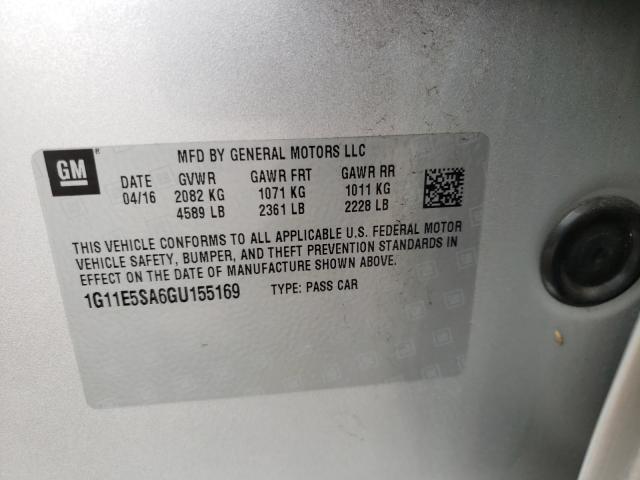 GM
MFD BY GENERAL MOTORS LLC
DATE GVWR GAWR FRT GAWR RR
04/16 2082 KG 1071 KG 1011 KG
4589 LB 2361 LB 2228 LB
THIS VEHICLE CONFORMS TO ALL APPLICABLE U.S. FEDERAL MOTOR
VEHICLE SAFETY, BUMPER, AND THEFT PREVENTION STANDARDS IN
EFFECT ON THE DATE OF MANUFACTURE SHOWN ABOVE.
1G11E5SA6GU155169 TYPE: PASS CAR